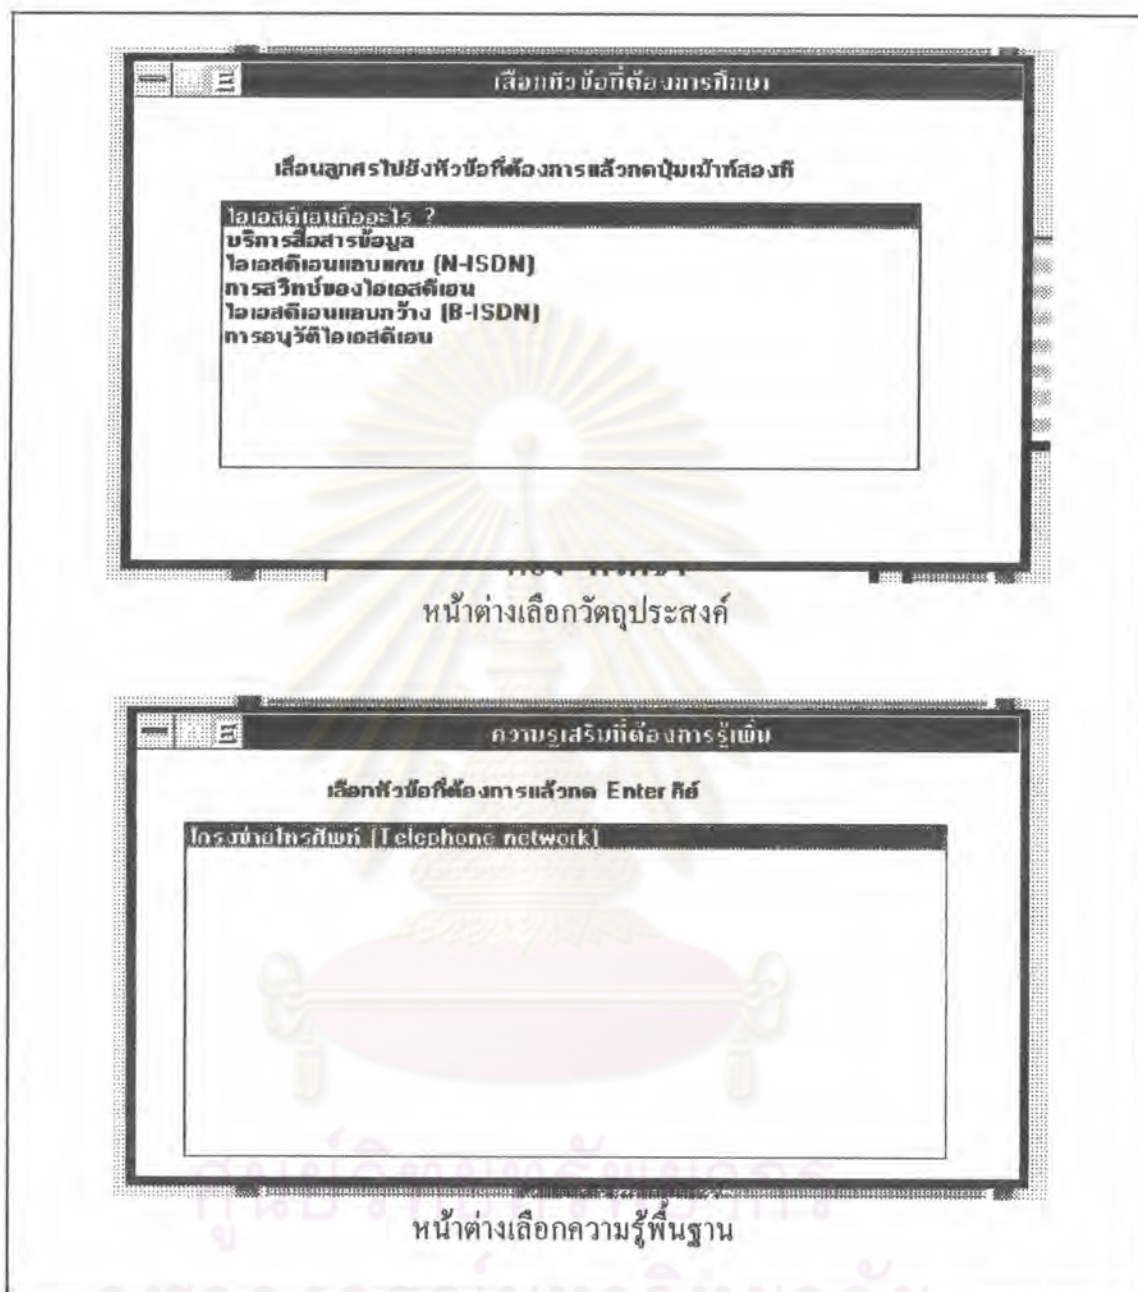 เลือกหัวข้อที่ต้องการศึกษา
เลื่อนลูกศรไปยังหัวข้อที่ต้องการแล้วกดปุ่มเม้าท์สองที
ไอเอสดีเอนคืออะไร ?
บริการสื่อสารข้อมูล
ไอเอสดีเอนแถบแคบ (N-ISDN)
การสวิทช์ของไอเอสดีเอน
ไอเอสดีเอนแถบกว้าง (B-ISDN)
การอนุวัติไอเอสดีเอน
หน้าต่างเลือกวัตถุประสงค์
ความรู้เสริมที่ต้องการรู้เพิ่ม
เลือกหัวข้อที่ต้องการแล้วกด Enter คีย์
โครงข่ายโทรศัพท์ (Telephone network)
หน้าต่างเลือกความรู้พื้นฐาน
ศูนย์วิทยทรัพยากร